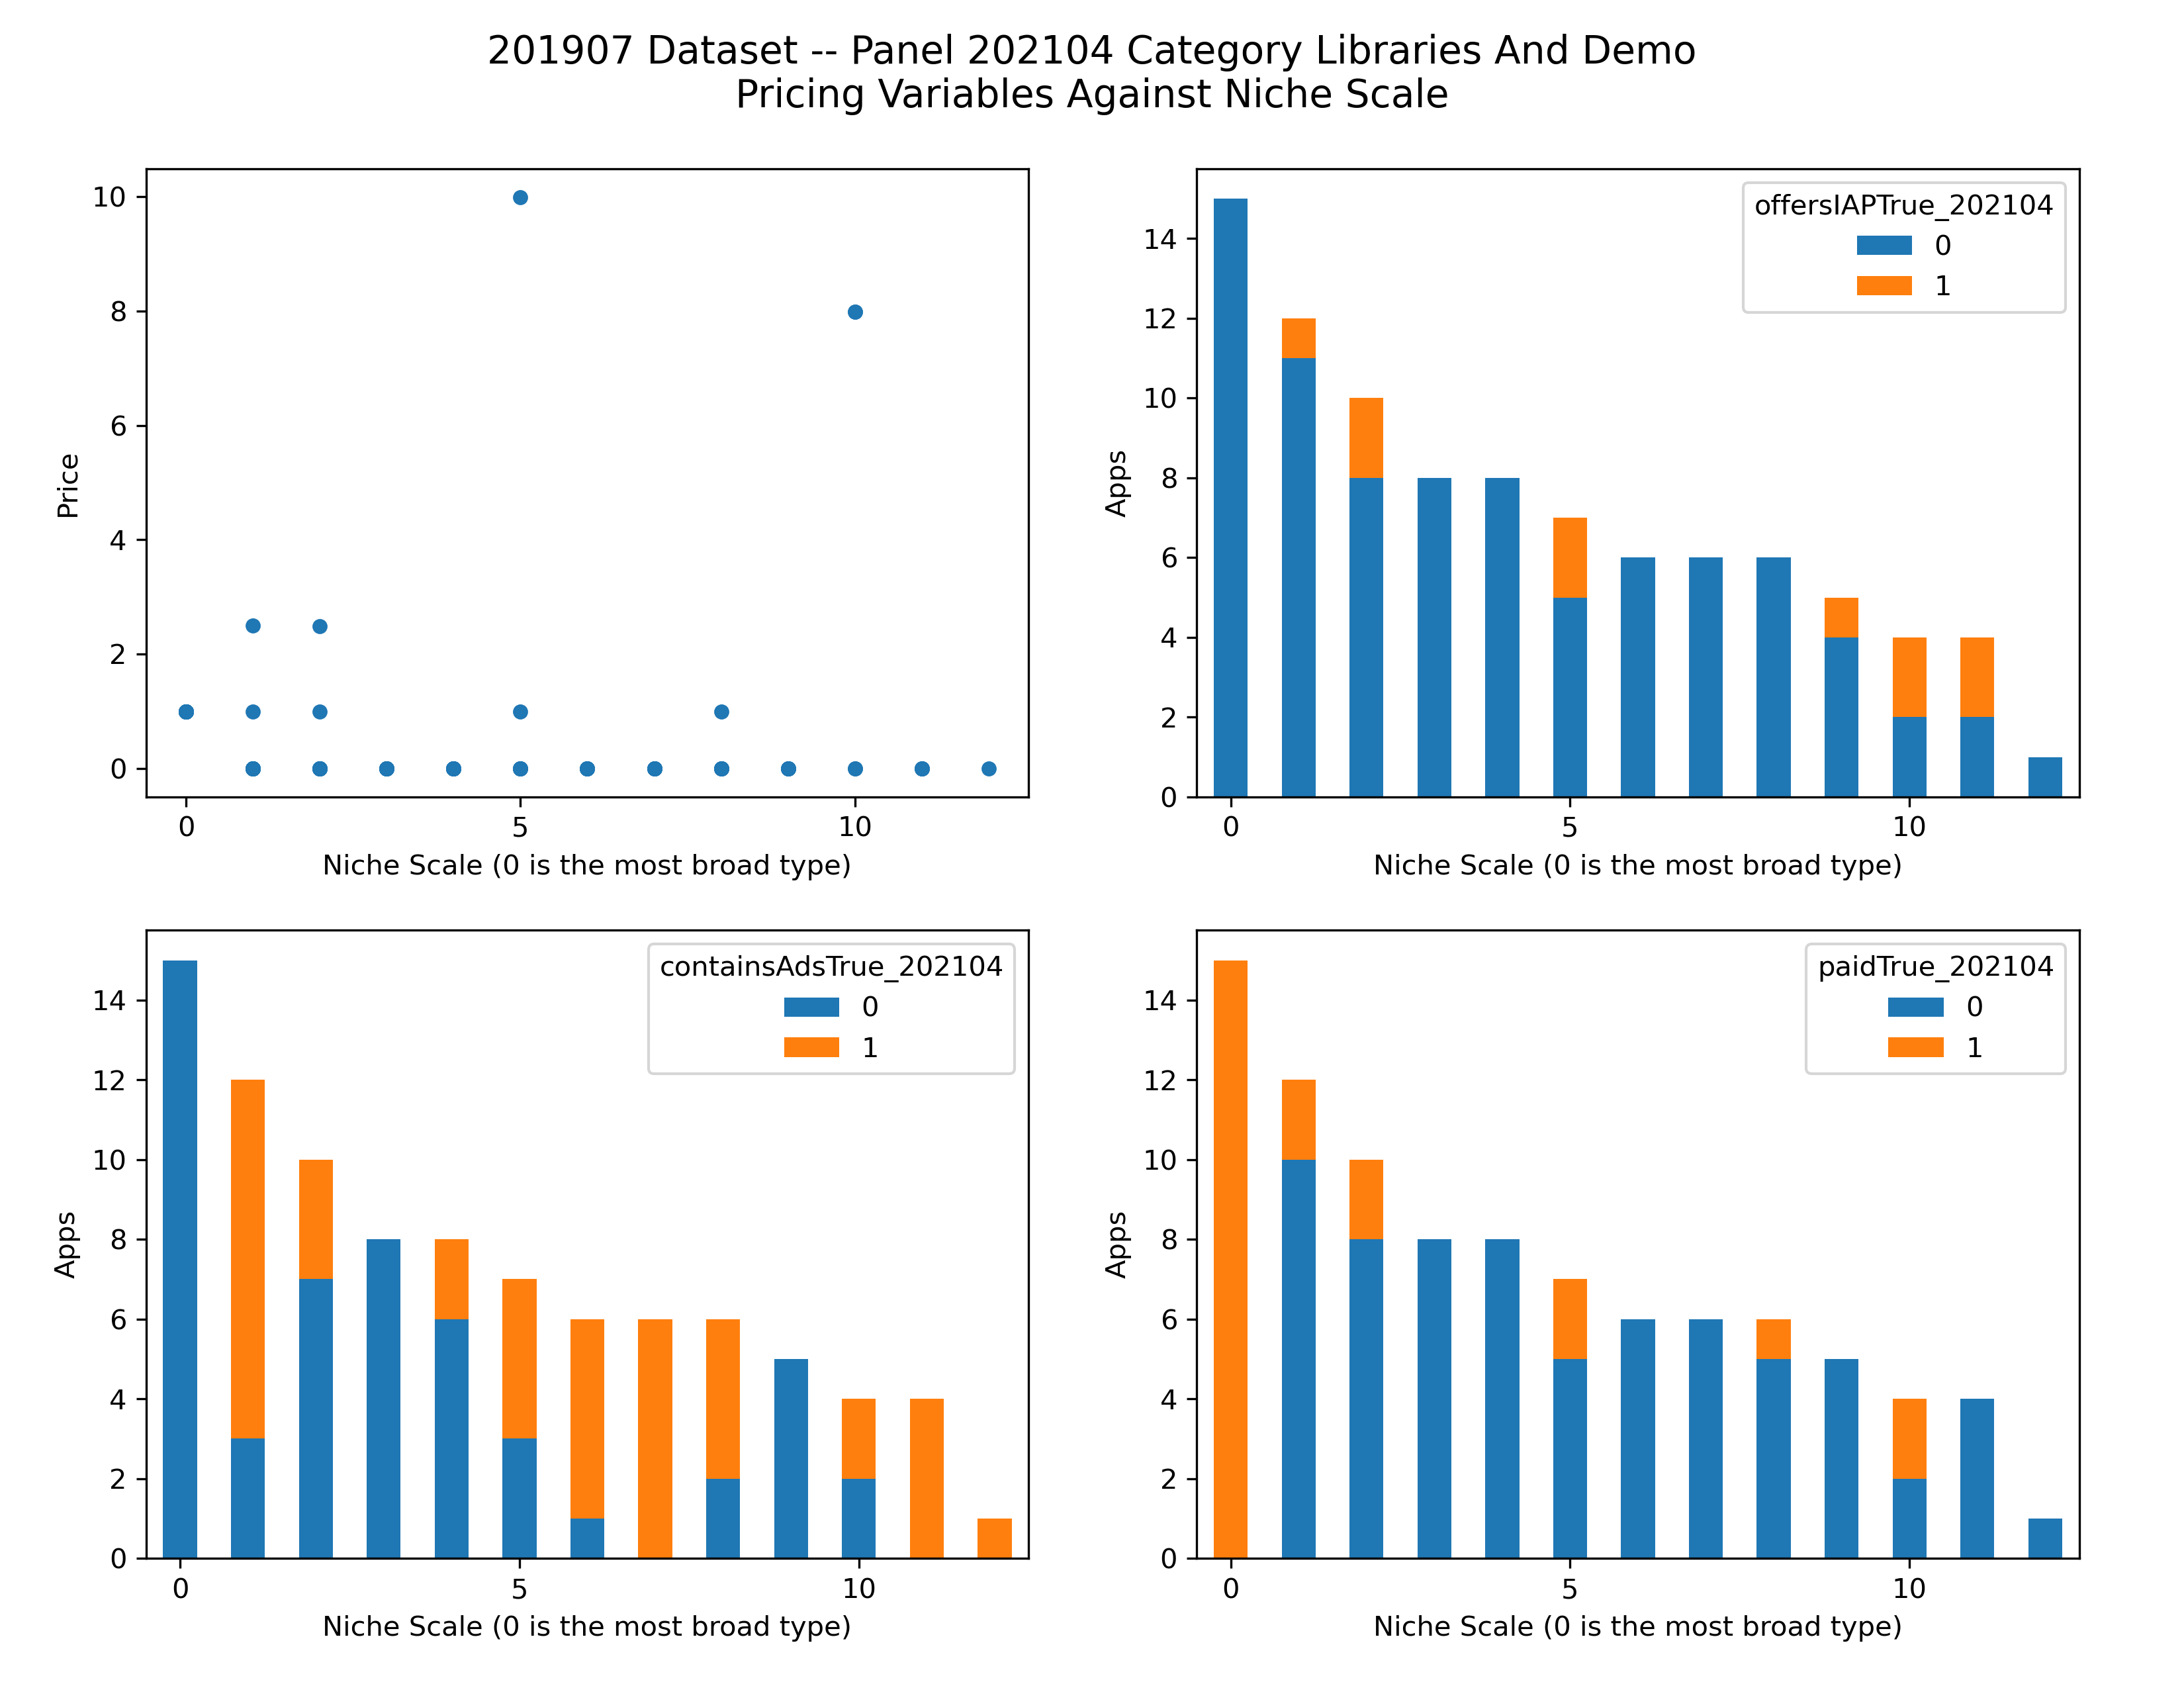 201907 Dataset -- Panel 202104 Category Libraries And Demo
Pricing Variables Against Niche Scale
10
8
6
4
2
0
Price
0 5 10
Niche Scale (0 is the most broad type)
offersIAPTrue_202104
0
1
14
12
10
8
6
4
2
0
Apps
0 5 10
Niche Scale (0 is the most broad type)
containsAdsTrue_202104
0
1
14
12
10
8
6
4
2
0
Apps
0 5 10
Niche Scale (0 is the most broad type)
paidTrue_202104
0
1
14
12
10
8
6
4
2
0
Apps
0 5 10
Niche Scale (0 is the most broad type)